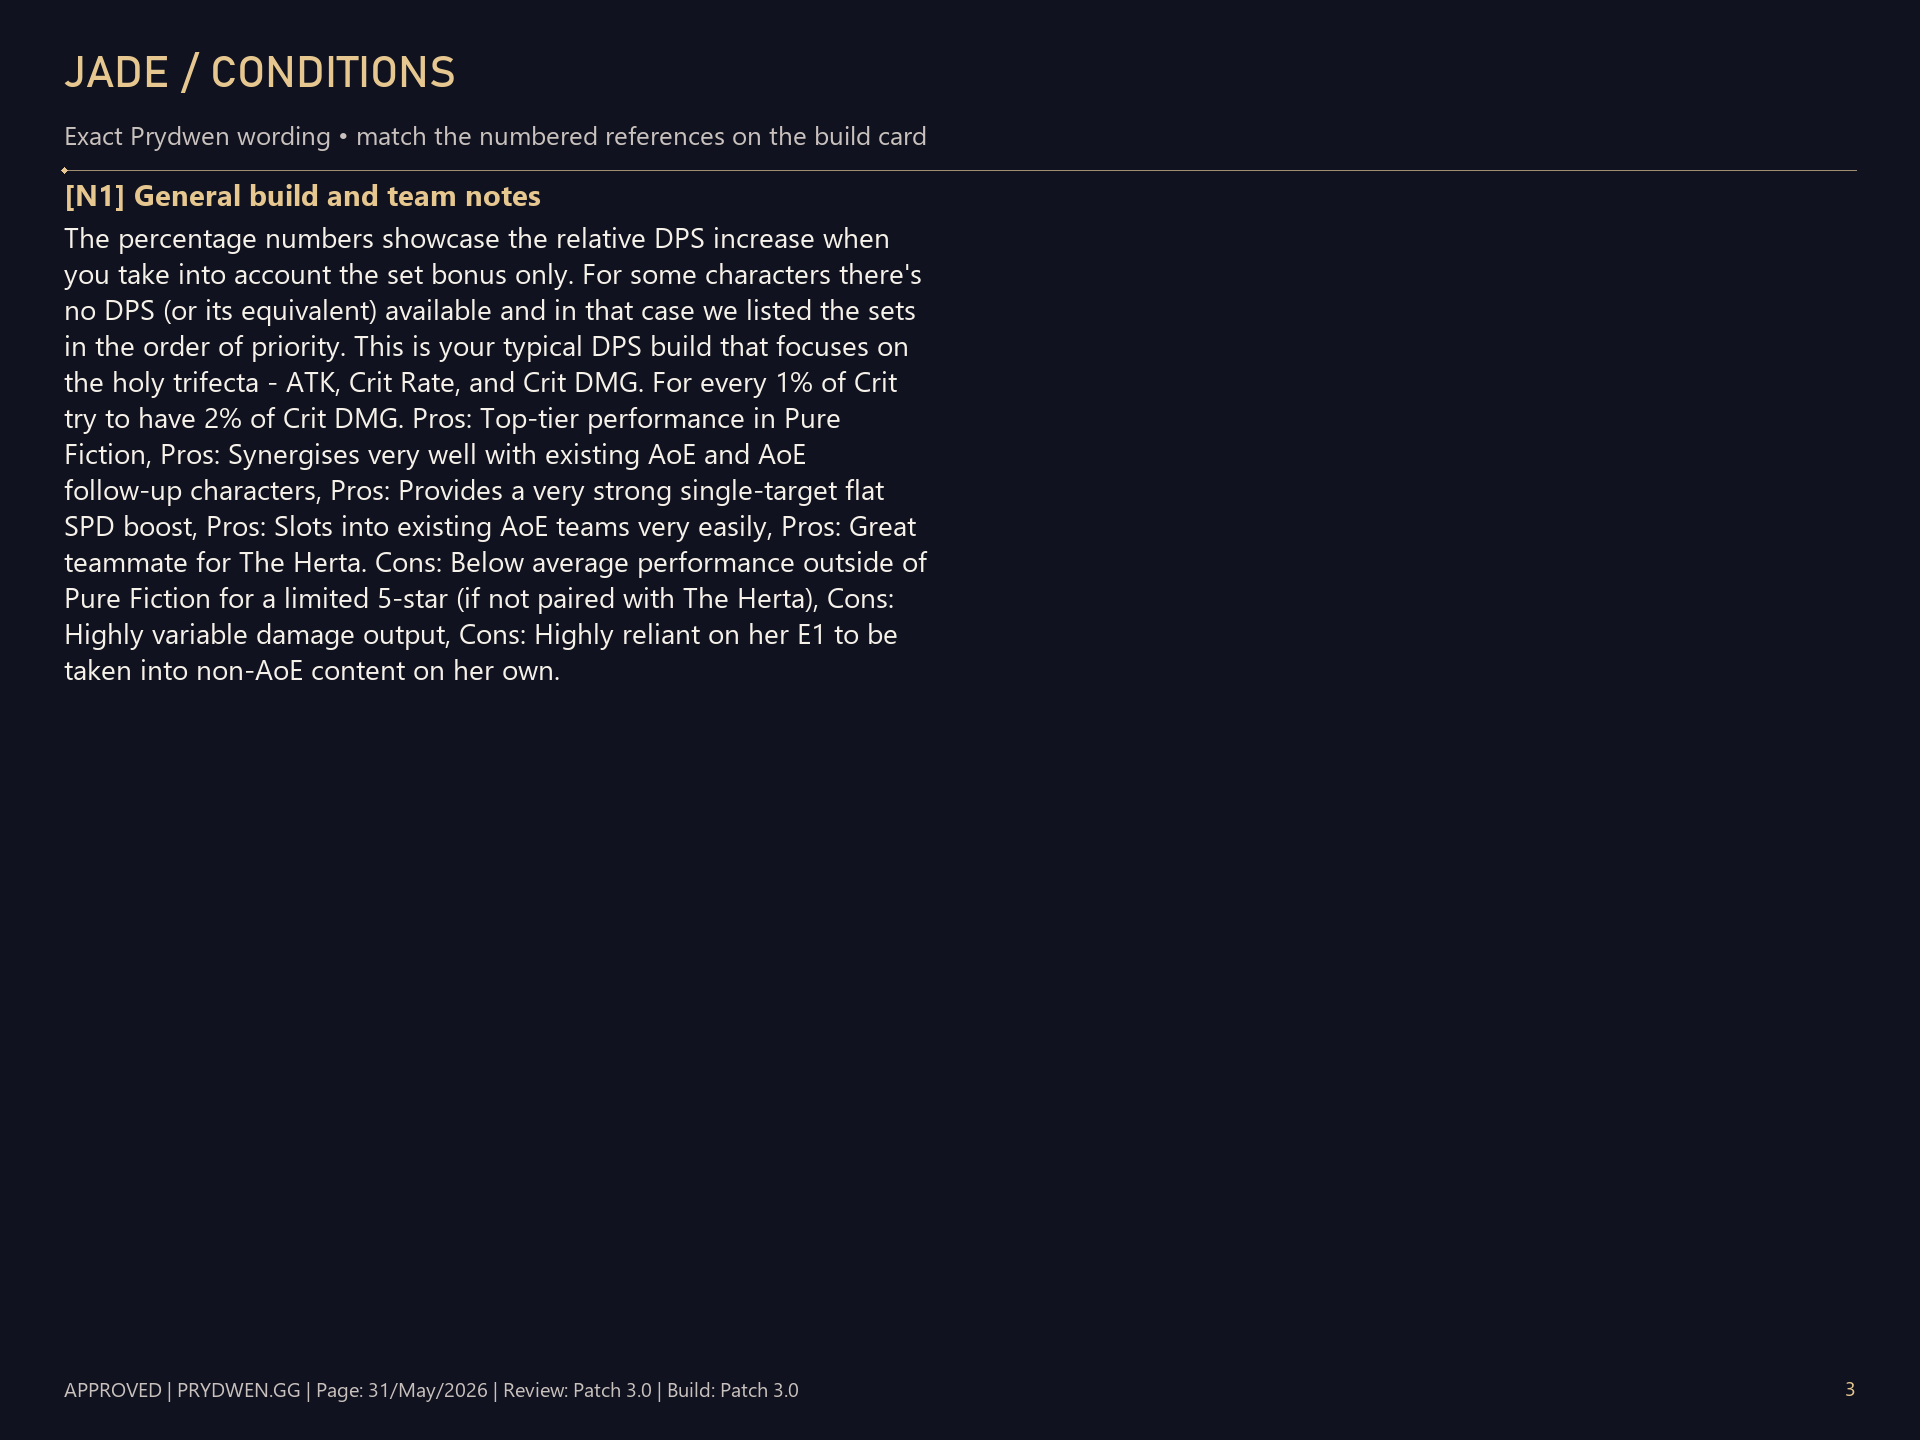 JADE / CONDITIONS
Exact Prydwen wording • match the numbered references on the build card
[N1] General build and team notes
The percentage numbers showcase the relative DPS increase when
you take into account the set bonus only. For some characters there's
no DPS (or its equivalent) available and in that case we listed the sets
in the order of priority. This is your typical DPS build that focuses on
the holy trifecta - ATK, Crit Rate, and Crit DMG. For every 1% of Crit
try to have 2% of Crit DMG. Pros: Top-tier performance in Pure
Fiction, Pros: Synergises very well with existing AoE and AoE
follow-up characters, Pros: Provides a very strong single-target flat
SPD boost, Pros: Slots into existing AoE teams very easily, Pros: Great
teammate for The Herta. Cons: Below average performance outside of
Pure Fiction for a limited 5-star (if not paired with The Herta), Cons:
Highly variable damage output, Cons: Highly reliant on her E1 to be
taken into non-AoE content on her own.
APPROVED | PRYDWEN.GG | Page: 31/May/2026 | Review: Patch 3.0 | Build: Patch 3.0
3